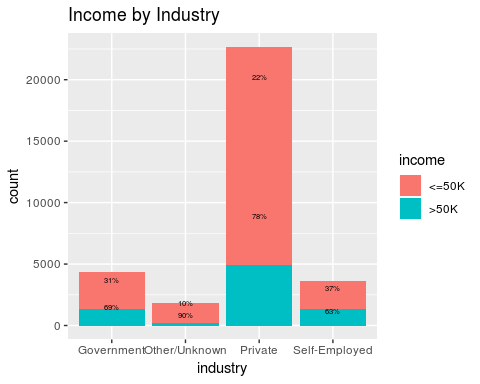 Income by Industry
count
20000
15000
10000
5000
0
31%
69%
10%
90%
22%
78%
37%
63%
Government
Other/Unknown
Private
Self-Employed
industry
income
<=50K
>50K